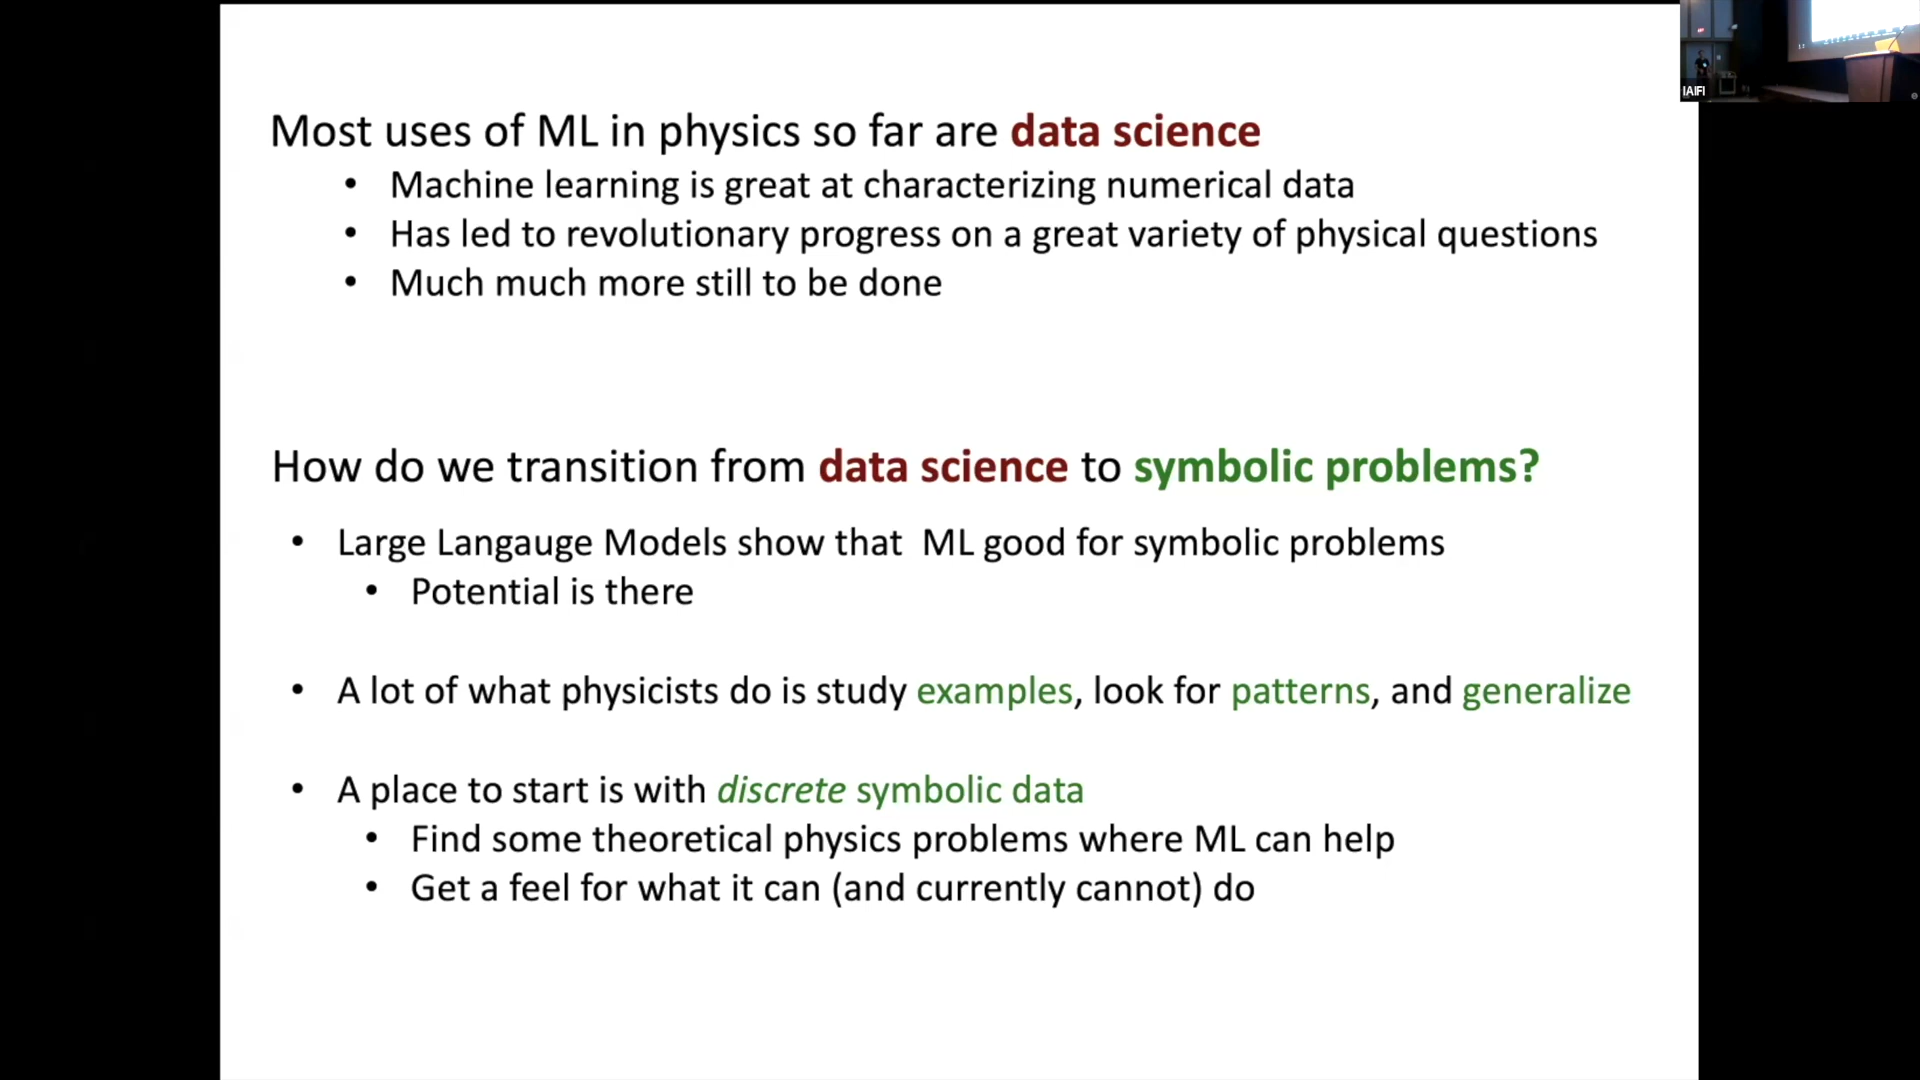 IAIFI
Most uses of ML in physics so far are data science
• Machine learning is great at characterizing numerical data
• Has led to revolutionary progress on a great variety of physical questions
• Much much more still to be done
How do we transition from data science to symbolic problems?
• Large Langauge Models show that  ML good for symbolic problems
• Potential is there
• A lot of what physicists do is study examples, look for patterns, and generalize
• A place to start is with discrete symbolic data
• Find some theoretical physics problems where ML can help
• Get a feel for what it can (and currently cannot) do